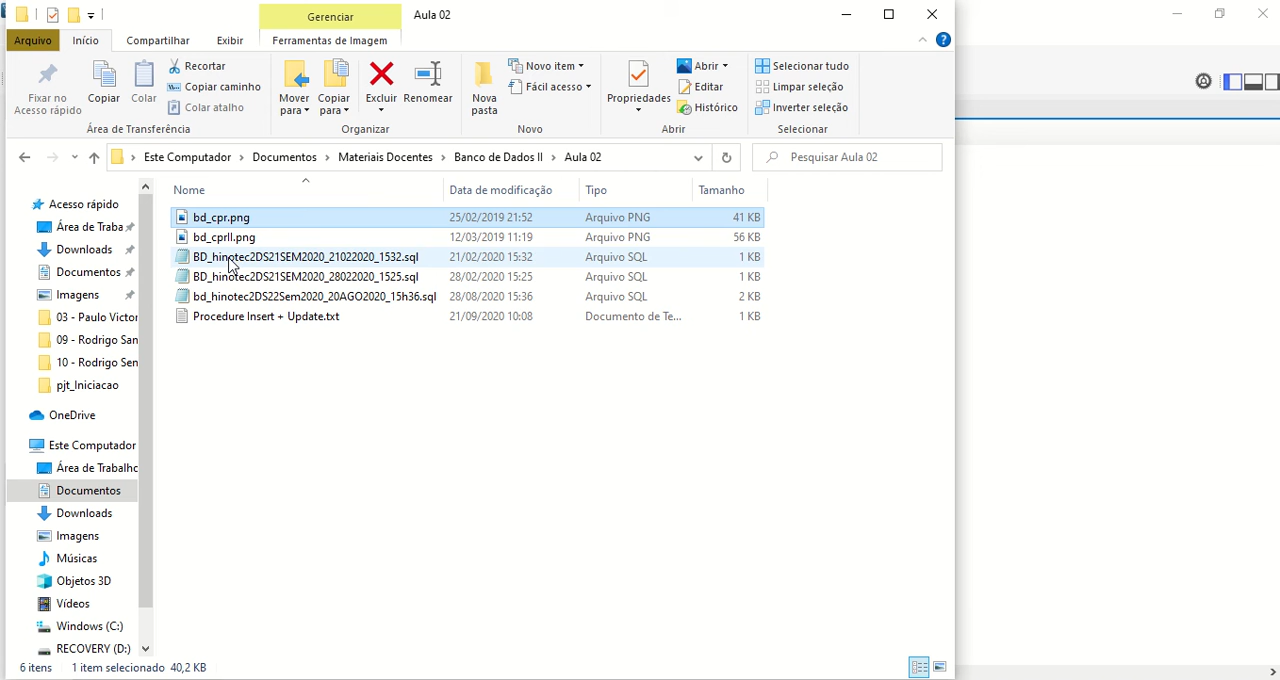 Gerenciar
Aula 02
Arquivo
Início
Compartilhar
Exibir
Ferramentas de Imagem
Fixar no
Acesso rápido
Copiar
Colar
Recortar
Copiar caminho
Colar atalho
Área de Transferência
Mover
para
Copiar
para
Excluir
Renomear
Organizar
Nova
pasta
Novo item
Fácil acesso
Novo
Propriedades
Abrir
Editar
Histórico
Abrir
Selecionar tudo
Limpar seleção
Inverter seleção
Selecionar
Este Computador > Documentos > Materiais Docentes > Banco de Dados II > Aula 02
Pesquisar Aula 02
Nome Data de modificação Tipo Tamanho
bd_cpr.png 25/02/2019 21:52 Arquivo PNG 41 KB
bd_cprII.png 12/03/2019 11:19 Arquivo PNG 56 KB
BD_hinotec2DS21SEM2020_21022020_1532.sql 21/02/2020 15:32 Arquivo SQL 1 KB
BD_hinotec2DS21SEM2020_28022020_1525.sql 28/02/2020 15:25 Arquivo SQL 1 KB
bd_hinotec2DS22Sem2020_20AGO2020_15h36.sql 28/08/2020 15:36 Arquivo SQL 2 KB
Procedure Insert + Update.txt 21/09/2020 10:08 Documento de Te... 1 KB
Acesso rápido
Área de Traba
Downloads
Documentos
Imagens
03 - Paulo Victor
09 - Rodrigo San
10 - Rodrigo Sen
pjt_Iniciacao
OneDrive
Este Computador
Área de Trabalho
Documentos
Downloads
Imagens
Músicas
Objetos 3D
Vídeos
Windows (C:)
RECOVERY (D:)
6 itens 1 item selecionado 40,2 KB